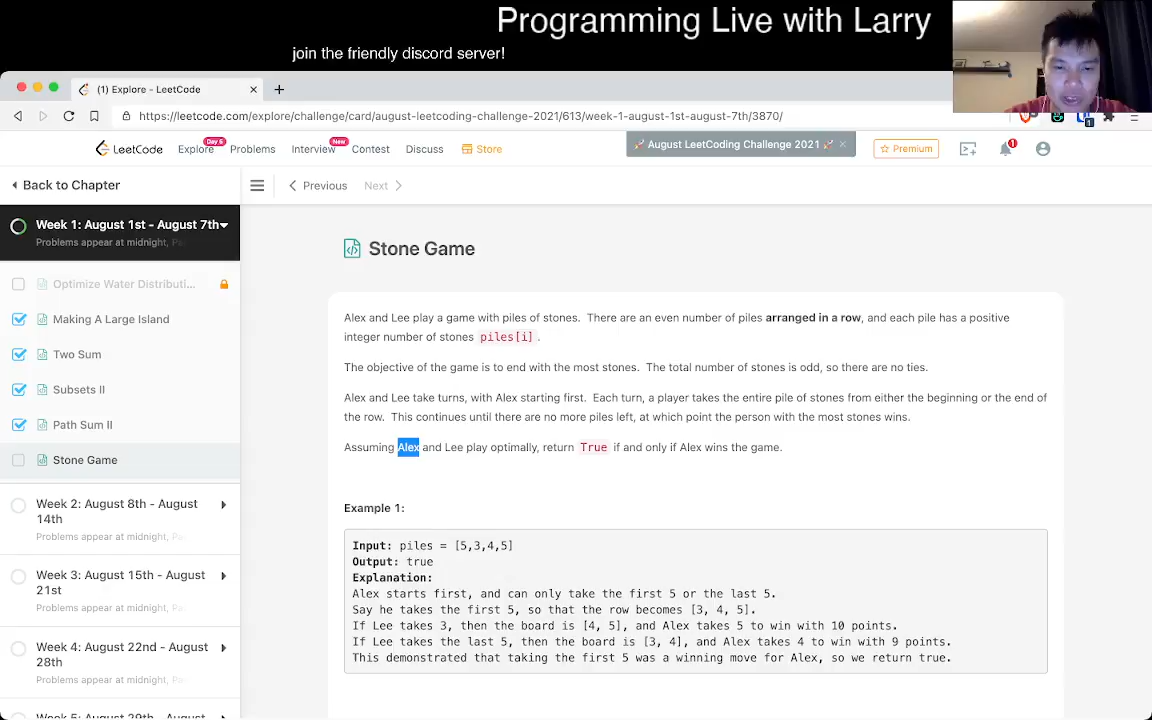 Programming Live with Larry
join the friendly discord server!
(1) Explore - LeetCode
https://leetcode.com/explore/challenge/card/august-leetcoding-challenge-2021/613/week-1-august-1st-august-7th/3870/
LeetCode
Explore
Day 5
Problems
Interview
New
Contest
Discuss
Store
August LeetCoding Challenge 2021
Premium
1
1
Back to Chapter
Previous
Next
Week 1: August 1st - August 7th
Problems appear at midnight,
Optimize Water Distributi...
Making A Large Island
Two Sum
Subsets II
Path Sum II
Stone Game
Week 2: August 8th - August
14th
Problems appear at midnight,
Week 3: August 15th - August
21st
Problems appear at midnight,
Week 4: August 22nd - August
28th
Problems appear at midnight,
Week 5: August 29th - August
Stone Game
Alex and Lee play a game with piles of stones.  There are an even number of piles arranged in a row, and each pile has a positive
integer number of stones piles[i].
The objective of the game is to end with the most stones.  The total number of stones is odd, so there are no ties.
Alex and Lee take turns, with Alex starting first.  Each turn, a player takes the entire pile of stones from either the beginning or the end of
the row.  This continues until there are no more piles left, at which point the person with the most stones wins.
Assuming Alex and Lee play optimally, return True if and only if Alex wins the game.
Example 1:
Input: piles = [5,3,4,5]
Output: true
Explanation:
Alex starts first, and can only take the first 5 or the last 5.
Say he takes the first 5, so that the row becomes [3, 4, 5].
If Lee takes 3, then the board is [4, 5], and Alex takes 5 to win with 10 points.
If Lee takes the last 5, then the board is [3, 4], and Alex takes 4 to win with 9 points.
This demonstrated that taking the first 5 was a winning move for Alex, so we return true.